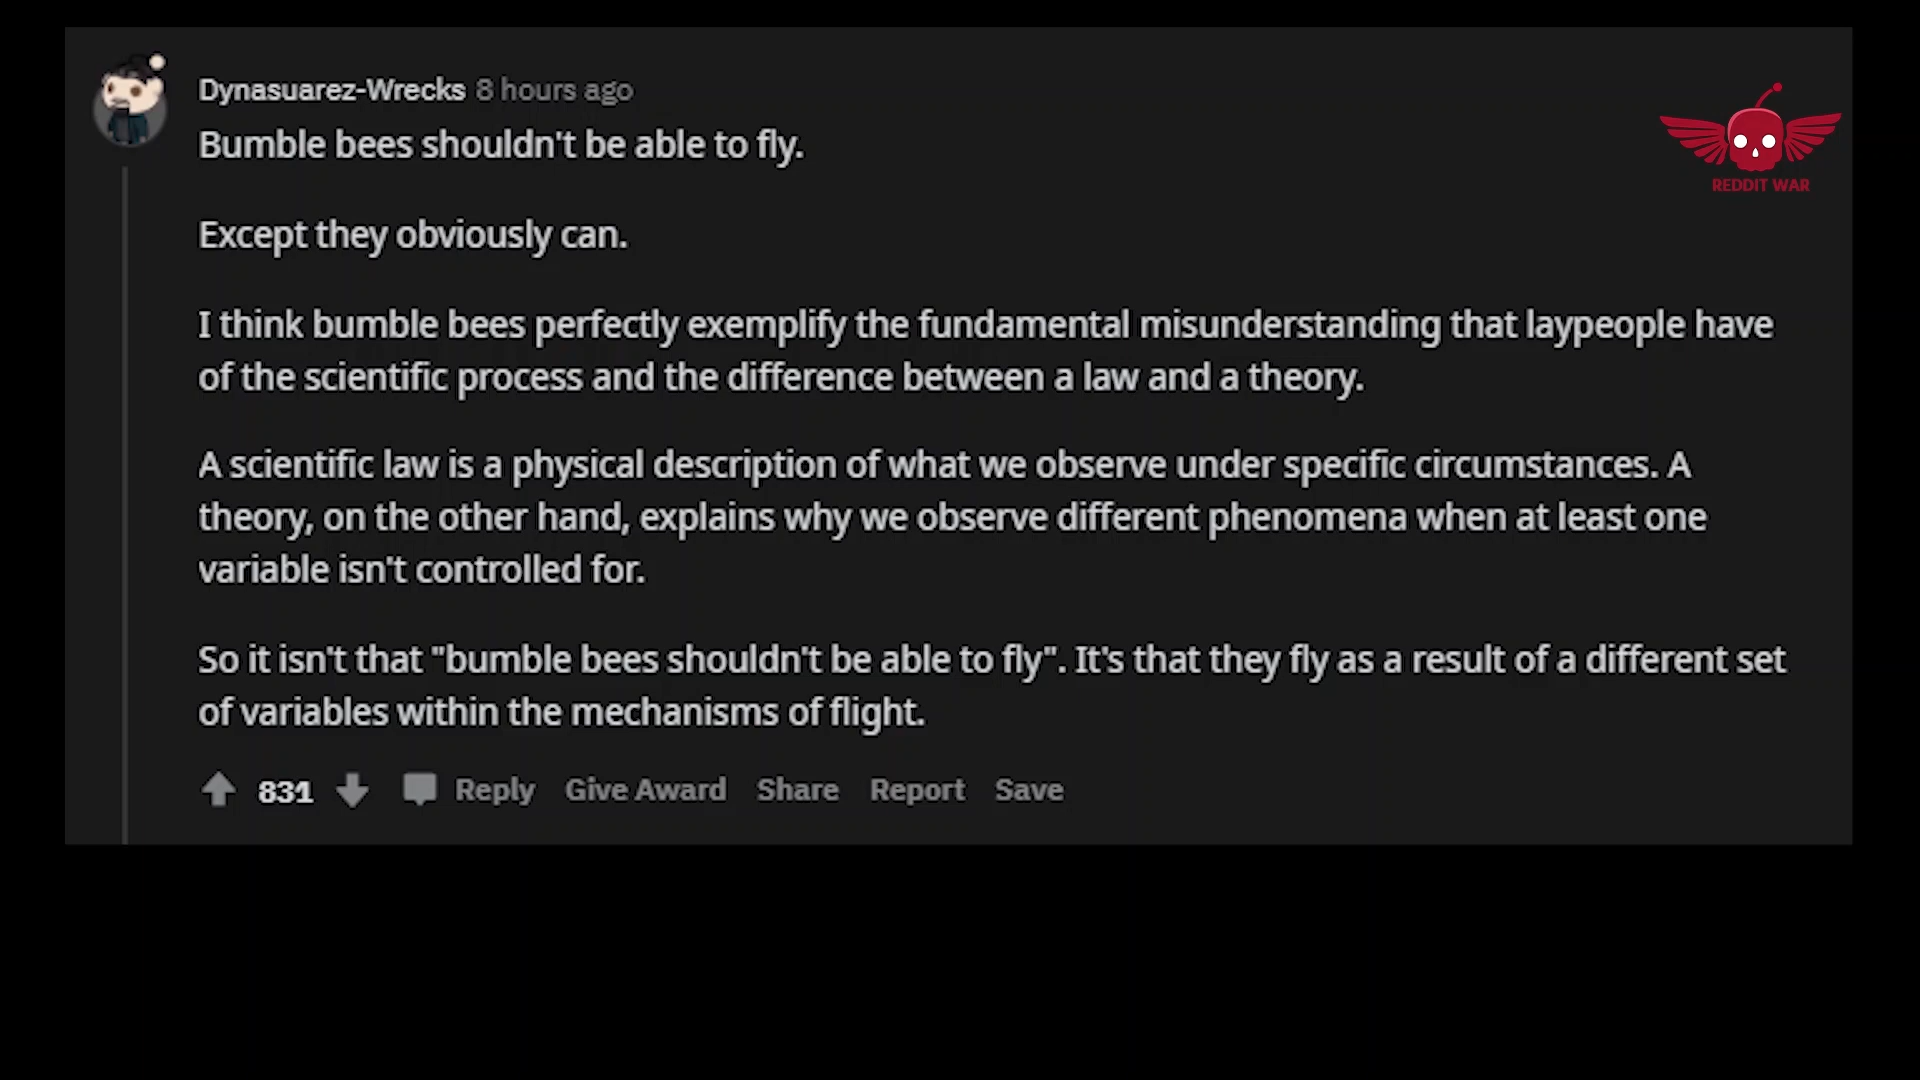 Dynasuarez-Wrecks 8 hours ago
Bumble bees shouldn't be able to fly.
REDDIT WAR
Except they obviously can.
I think bumble bees perfectly exemplify the fundamental misunderstanding that laypeople have
of the scientific process and the difference between a law and a theory.
A scientific law is a physical description of what we observe under specific circumstances. A
theory, on the other hand, explains why we observe different phenomena when at least one
variable isn't controlled for.
So it isn't that "bumble bees shouldn't be able to fly". It's that they fly as a result of a different set
of variables within the mechanisms of flight.
831 Reply Give Award Share Report Save